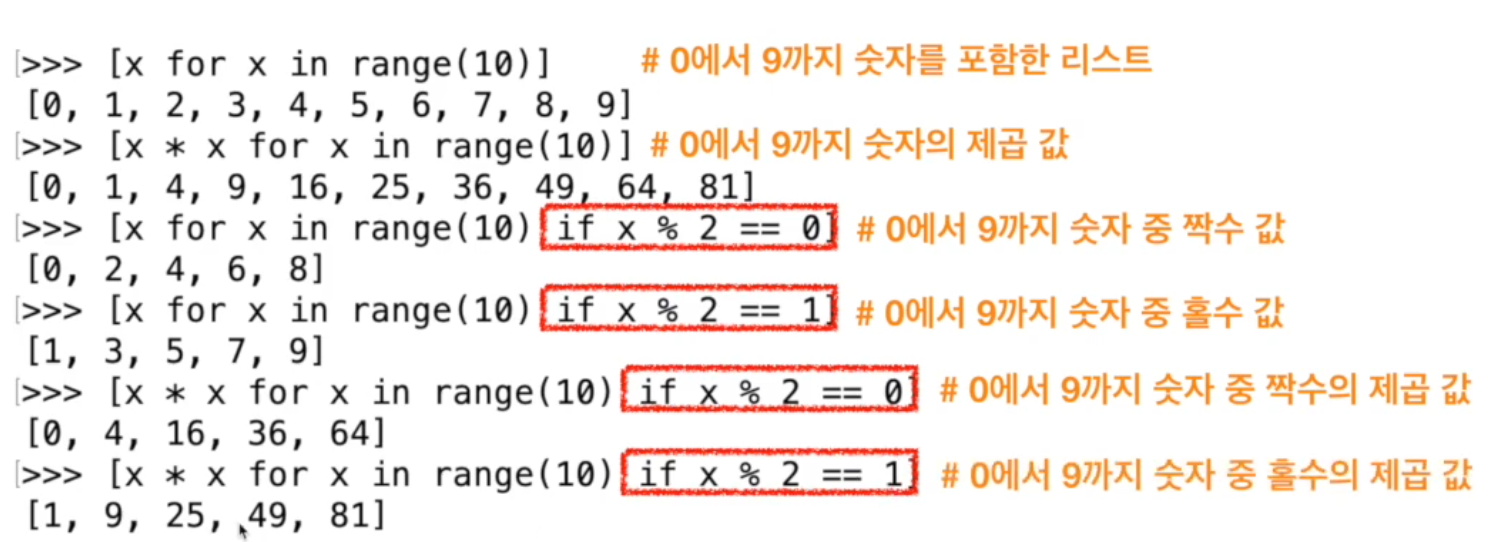 >>> [x for x in range(10)] # 0에서 9까지 숫자를 포함한 리스트
[0, 1, 2, 3, 4, 5, 6, 7, 8, 9]
>>> [x * x for x in range(10)] # 0에서 9까지 숫자의 제곱 값
[0, 1, 4, 9, 16, 25, 36, 49, 64, 81]
>>> [x for x in range(10) if x % 2 == 0] # 0에서 9까지 숫자 중 짝수 값
[0, 2, 4, 6, 8]
>>> [x for x in range(10) if x % 2 == 1] # 0에서 9까지 숫자 중 홀수 값
[1, 3, 5, 7, 9]
>>> [x * x for x in range(10) if x % 2 == 0] # 0에서 9까지 숫자 중 짝수의 제곱 값
[0, 4, 16, 36, 64]
>>> [x * x for x in range(10) if x % 2 == 1] # 0에서 9까지 숫자 중 홀수의 제곱 값
[1, 9, 25, 49, 81]